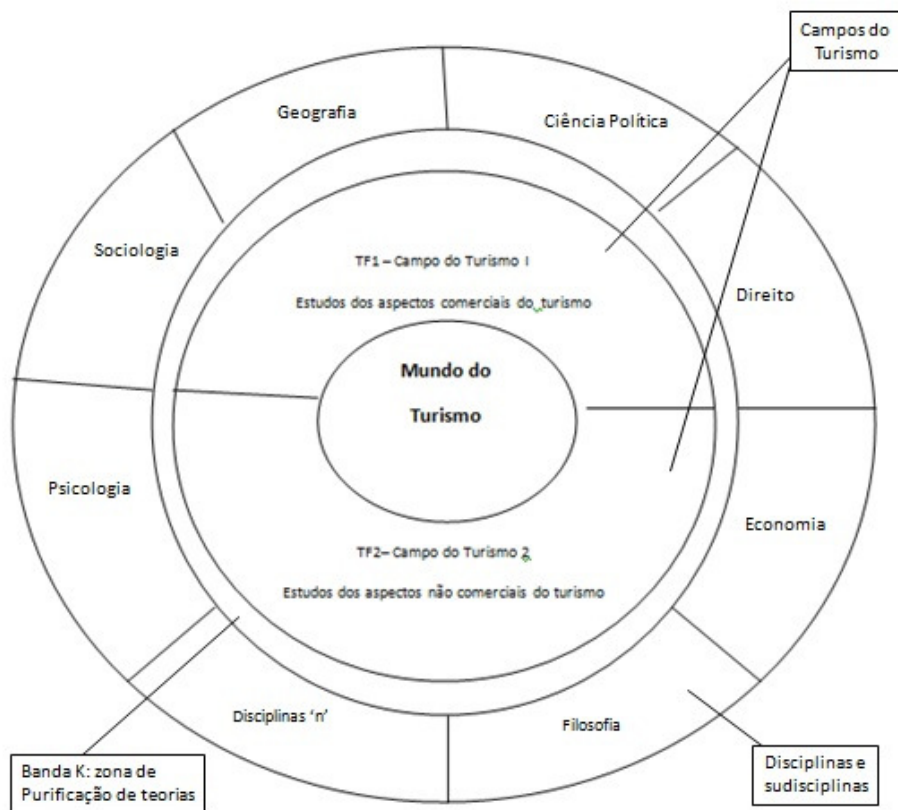 Campos do
Turismo
Geografia
Ciência Política
Sociologia
TF1 – Campo do Turismo I
Estudos dos aspectos comerciais do turismo
Direito
Mundo do
Turismo
Psicologia
Economia
TF2– Campo do Turismo 2
Estudos dos aspectos não comerciais do turismo
Disciplinas ‘n’
Filosofia
Banda K: zona de
Purificação de teorias
Disciplinas e
sudisciplinas